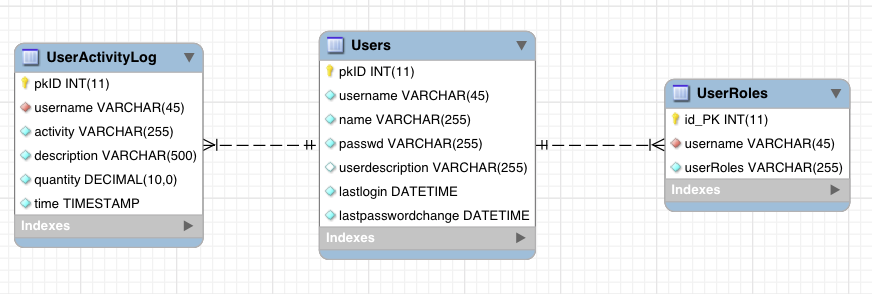 UserActivityLog
pkID INT(11)
username VARCHAR(45)
activity VARCHAR(255)
description VARCHAR(500)
quantity DECIMAL(10,0)
time TIMESTAMP
Indexes
Users
pkID INT(11)
username VARCHAR(45)
name VARCHAR(255)
passwd VARCHAR(255)
userdescription VARCHAR(255)
lastlogin DATETIME
lastpasswordchange DATETIME
Indexes
UserRoles
id_PK INT(11)
username VARCHAR(45)
userRoles VARCHAR(255)
Indexes